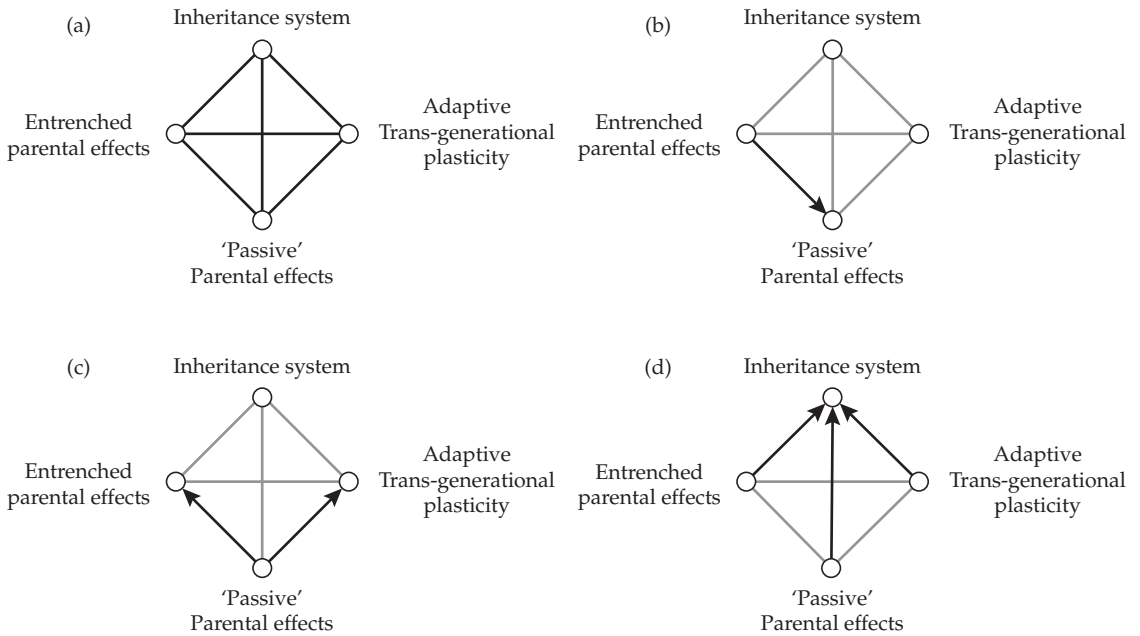 (a)
Inheritance system
Entrenched
parental effects
Adaptive
Trans-generational
plasticity
‘Passive’
Parental effects
(b)
Inheritance system
Entrenched
parental effects
Adaptive
Trans-generational
plasticity
‘Passive’
Parental effects
(c)
Inheritance system
Entrenched
parental effects
Adaptive
Trans-generational
plasticity
‘Passive’
Parental effects
(d)
Inheritance system
Entrenched
parental effects
Adaptive
Trans-generational
plasticity
‘Passive’
Parental effects